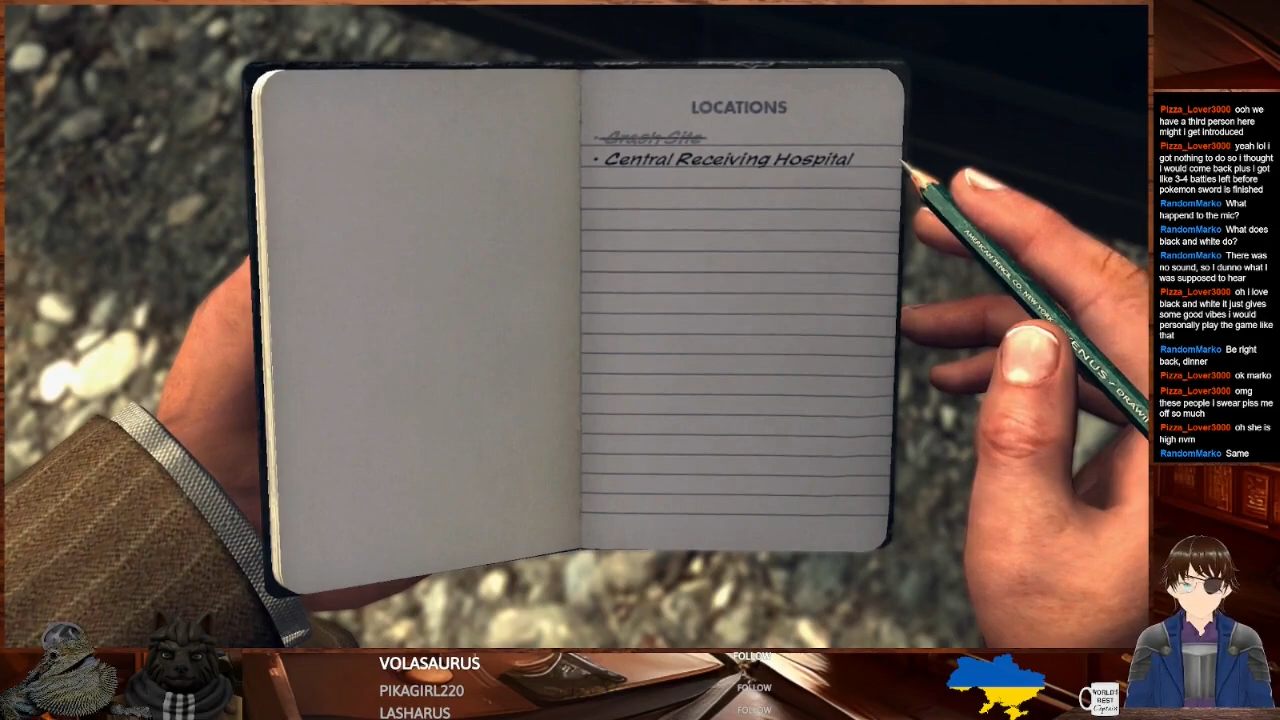 LOCATIONS
· Crash Site
· Central Receiving Hospital
AMERICAN PENCIL CO. NEW YORK
VENUS / DRAWIN
Pizza_Lover3000 ooh we
have a third person here
might i get introduced
Pizza_Lover3000 yeah lol i
got nothing to do so i thought
i would come back plus i got
like 3-4 battles left before
pokemon sword is finished
RandomMarko What
happend to the mic?
RandomMarko What does
black and white do?
RandomMarko There was
no sound, so I dunno what I
was supposed to hear
Pizza_Lover3000 oh i love
black and white it just gives
some good vibes i would
personally play the game like
that
RandomMarko Be right
back, dinner
Pizza_Lover3000 ok marko
Pizza_Lover3000 omg
these people i swear piss me
off so much
Pizza_Lover3000 oh she is
high nvm
RandomMarko Same
VOLASAURUS
FOLLOW
PIKAGIRL220
FOLLOW
LASHARUS
FOLLOW
WORLD'S
BEST
Captain